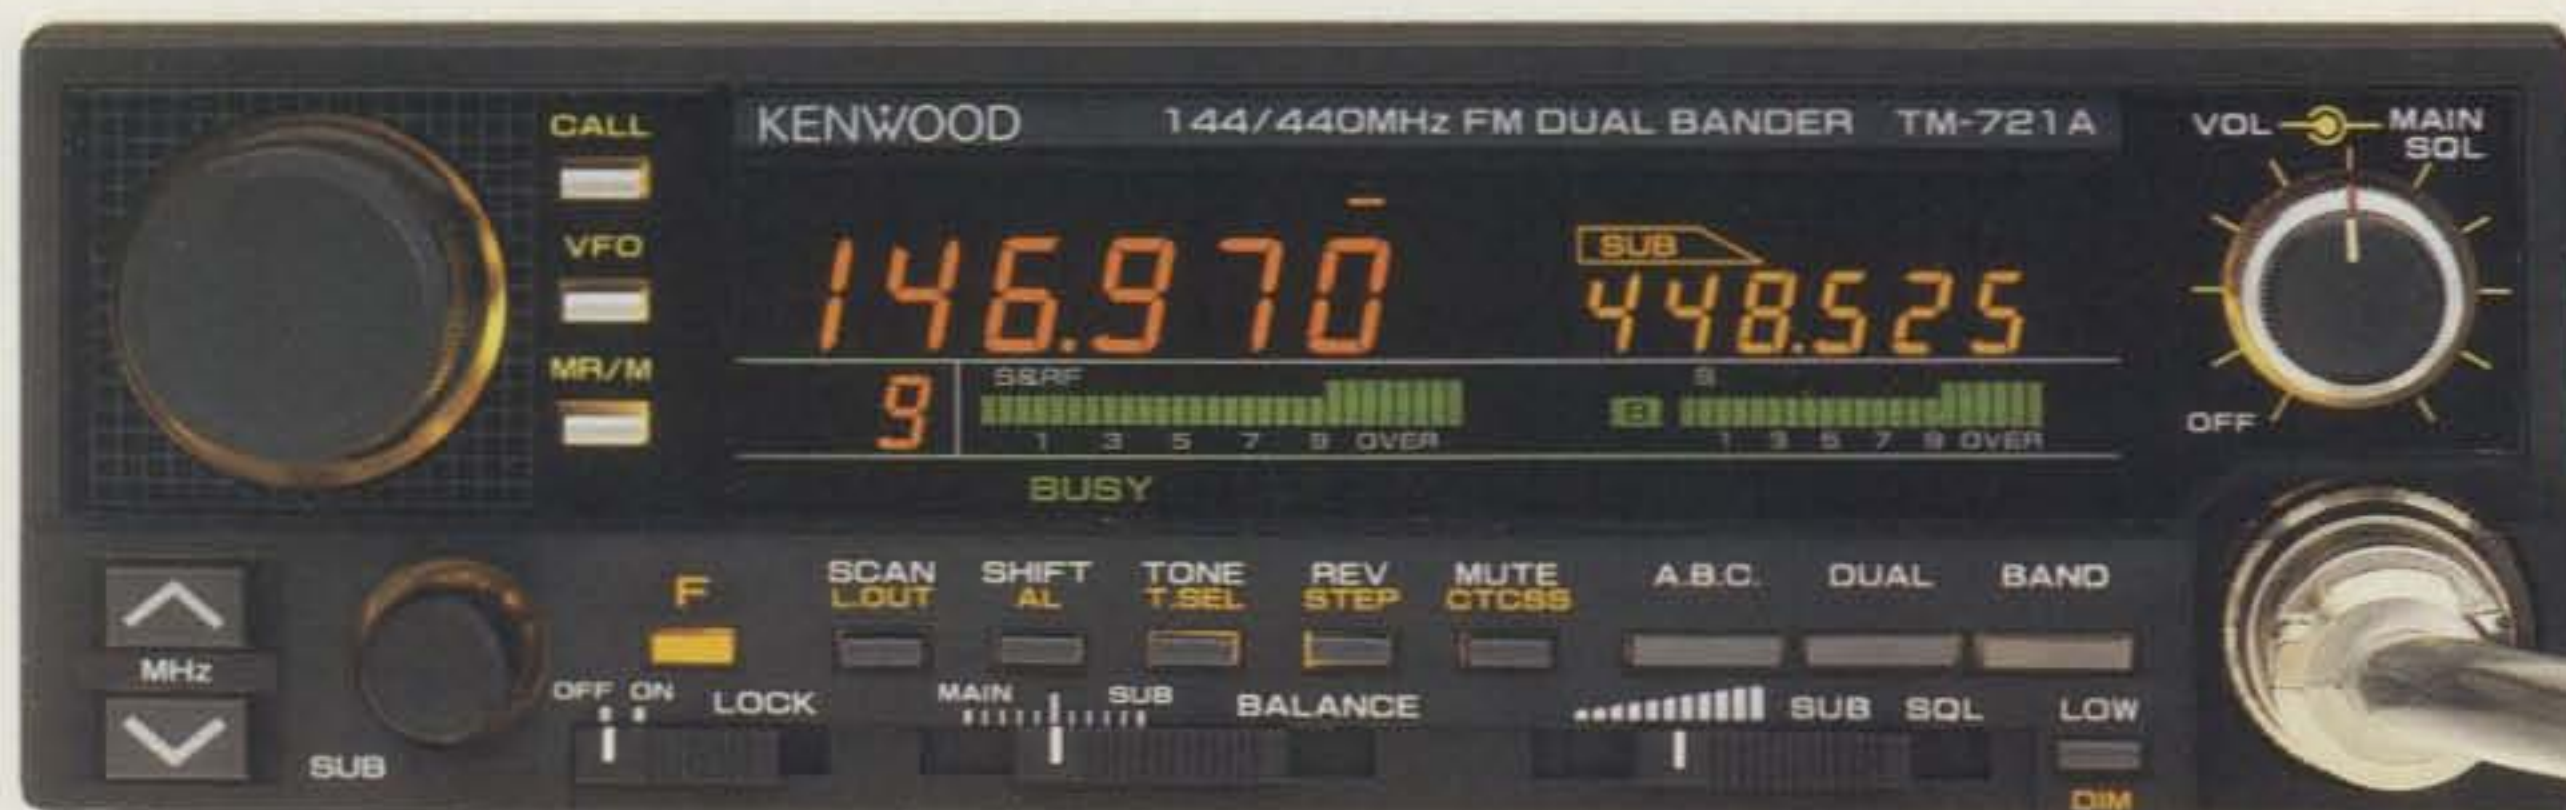 CALL
KENWOOD 144/440MHz FM DUAL BANDER TM-721A
VOL MAIN
SQL
VFO
146.970
SUB
448.525
MR/M
9
S&RF
1 3 5 7 9 OVER
B
S
1 3 5 7 9 OVER
OFF
BUSY
F
SCAN SHIFT TONE REV MUTE A.B.C. DUAL BAND
L.OUT AL T.SEL STEP CTCSS
MHz
OFF ON LOCK MAIN SUB BALANCE SUB SQL LOW
SUB
DIM